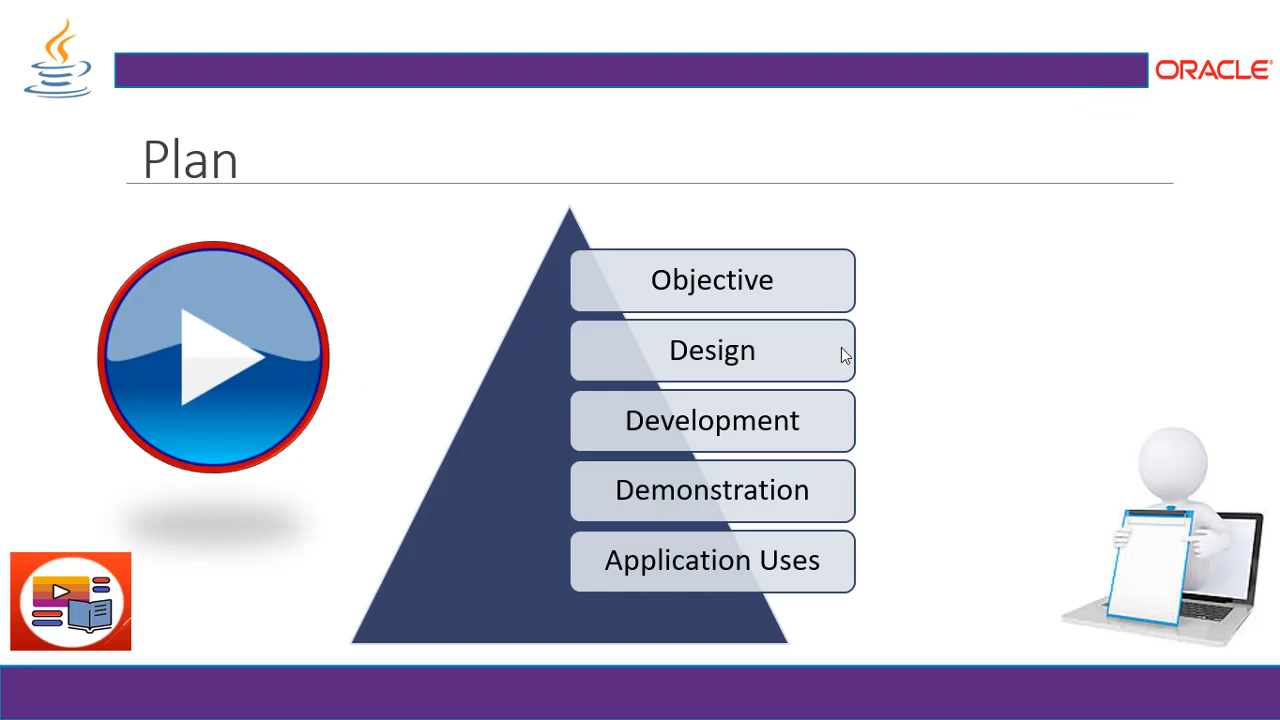 ORACLE
Plan
Objective
Design
Development
Demonstration
Application Uses